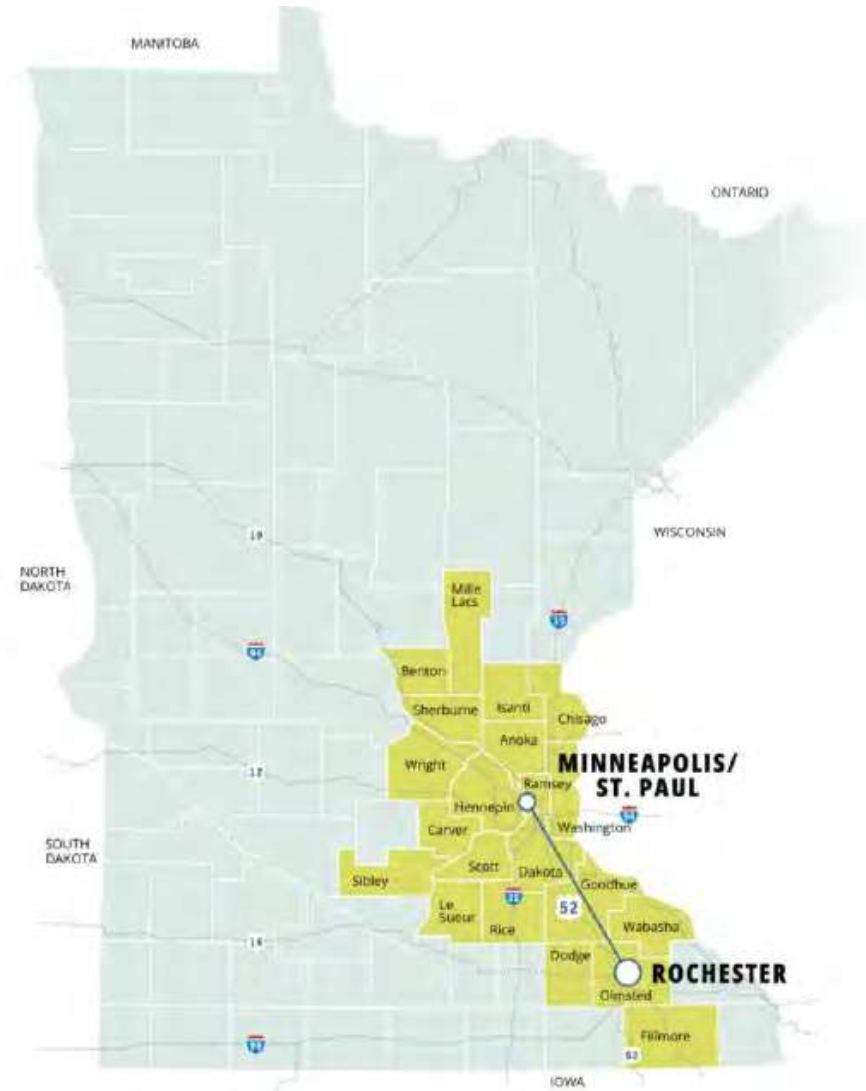 MANITOBA
ONTARIO
WISCONSIN
NORTH
DAKOTA
Mille
Lacs
Benton
Sherburne
Isanti
Chisago
Anoka
Wright
MINNEAPOLIS/
ST. PAUL
Ramsey
Hennepin
Carver
Washington
SOUTH
DAKOTA
Scott
Dakota
Sibley
Goodhue
52
Le
Sueur
Rice
Wabasha
Dodge
ROCHESTER
Olmsted
Fillmore
IOWA